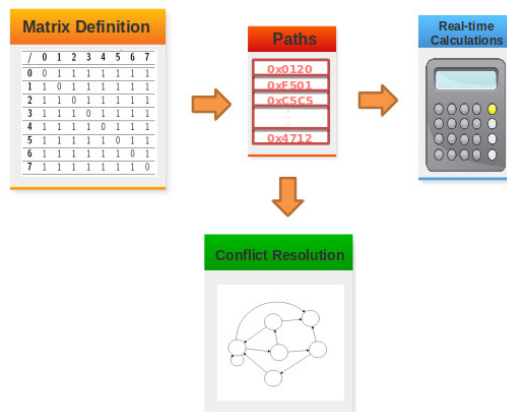 Matrix Definition
/ 0 1 2 3 4 5 6 7
0 0 1 1 1 1 1 1 1
1 1 0 1 1 1 1 1 1
2 1 1 0 1 1 1 1 1
3 1 1 1 0 1 1 1 1
4 1 1 1 1 0 1 1 1
5 1 1 1 1 1 0 1 1
6 1 1 1 1 1 1 0 1
7 1 1 1 1 1 1 1 0
Paths
0x0120
0xF501
0xC5C5
.
.
0x4712
Real-time
Calculations
Conflict Resolution